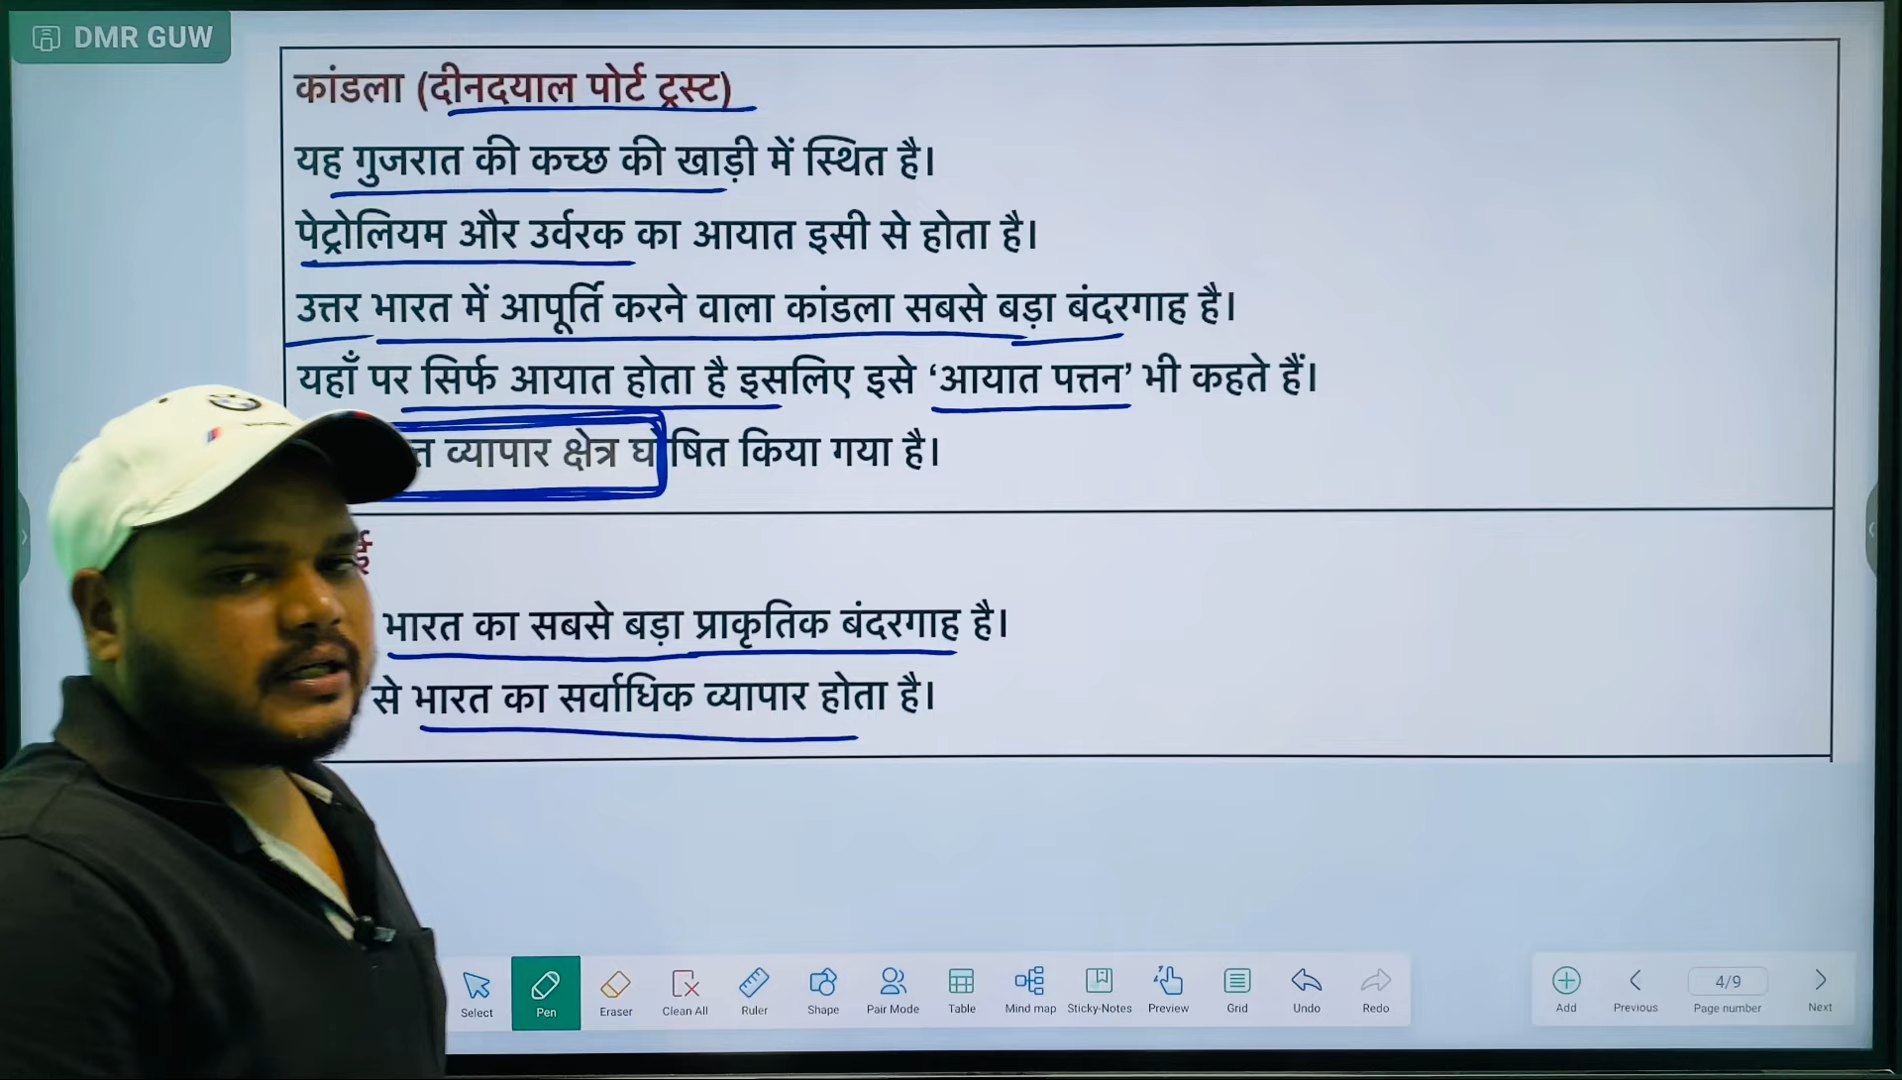 DMR GUW
कांडला (दीनदयाल पोर्ट ट्रस्ट)
यह गुजरात की कच्छ की खाड़ी में स्थित है।
पेट्रोलियम और उर्वरक का आयात इसी से होता है।
उत्तर भारत में आपूर्ति करने वाला कांडला सबसे बड़ा बंदरगाह है।
यहाँ पर सिर्फ आयात होता है इसलिए इसे ‘आयात पत्तन’ भी कहते हैं।
व्यापार क्षेत्र घोषित किया गया है।
भारत का सबसे बड़ा प्राकृतिक बंदरगाह है।
से भारत का सर्वाधिक व्यापार होता है।
Select Pen Eraser Clean All Ruler Shape Pair Mode Table Mind map Sticky-Notes Preview Grid Undo Redo
4/9
Add Previous Page number Next